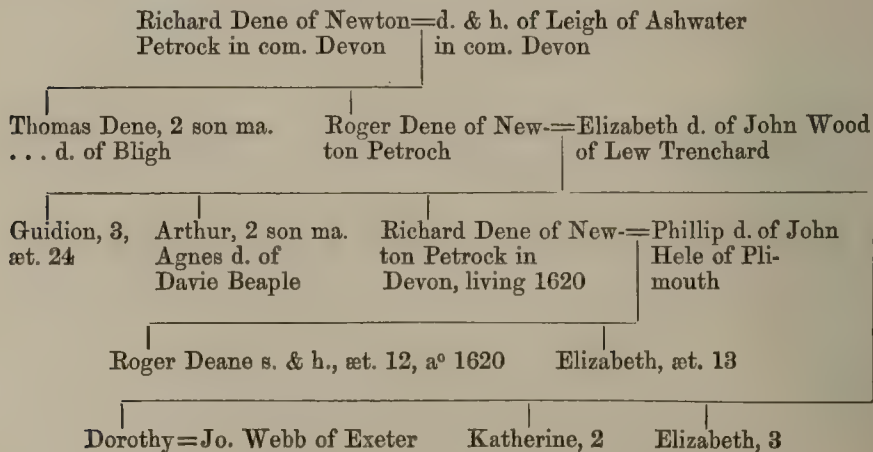 Richard Dene of Newton=d. & h. of Leigh of Ashwater
Petrock in com. Devon in com. Devon
Thomas Dene, 2 son ma.
... d. of Bligh
Roger Dene of New-=Elizabeth d. of John Wood
ton Petroch of Lew Trenchard
Guidion, 3,
æt. 24
Arthur, 2 son ma.
Agnes d. of
Davie Beaple
Richard Dene of New-=Phillip d. of John
ton Petrock in Hele of Pli-
Devon, living 1620 mouth
Roger Deane s. & h., æt. 12, aº 1620 Elizabeth, æt. 13
Dorothy=Jo. Webb of Exeter Katherine, 2 Elizabeth, 3